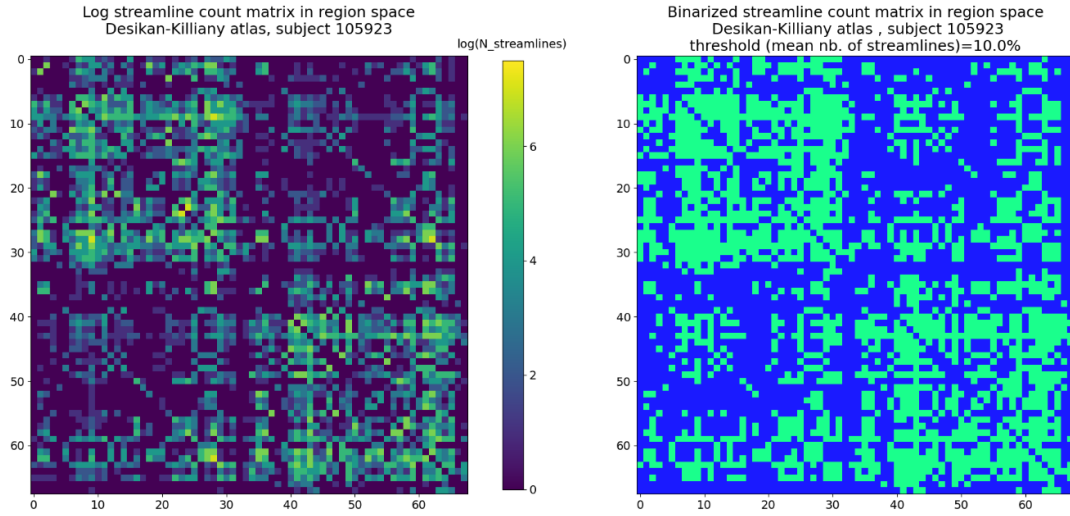 Log streamline count matrix in region space
Desikan-Killiany atlas, subject 105923
log(N_streamlines)
0
10
20
30
40
50
60
0 10 20 30 40 50 60
6
4
2
0
Binarized streamline count matrix in region space
Desikan-Killiany atlas , subject 105923
threshold (mean nb. of streamlines)=10.0%
0
10
20
30
40
50
60
0 10 20 30 40 50 60